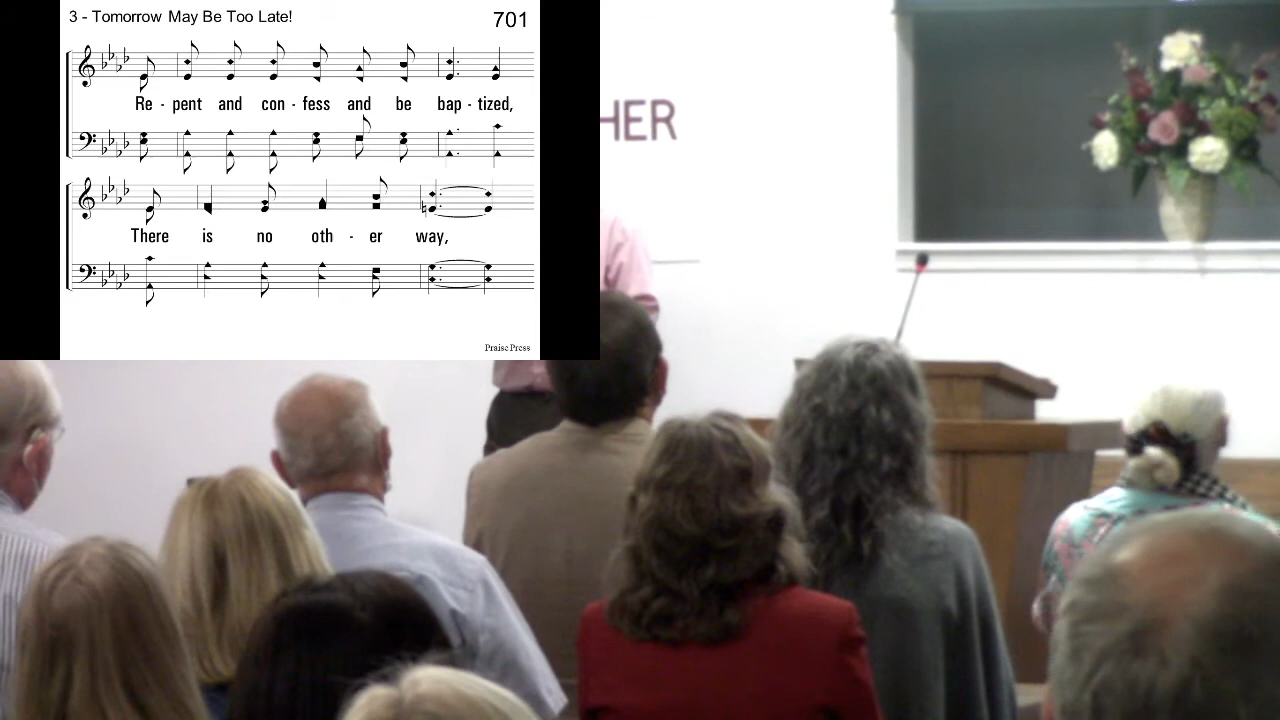 3 - Tomorrow May Be Too Late!
701
Re - pent and con - fess and be bap - tized,
There is no oth - er way,
Praise Press
HER